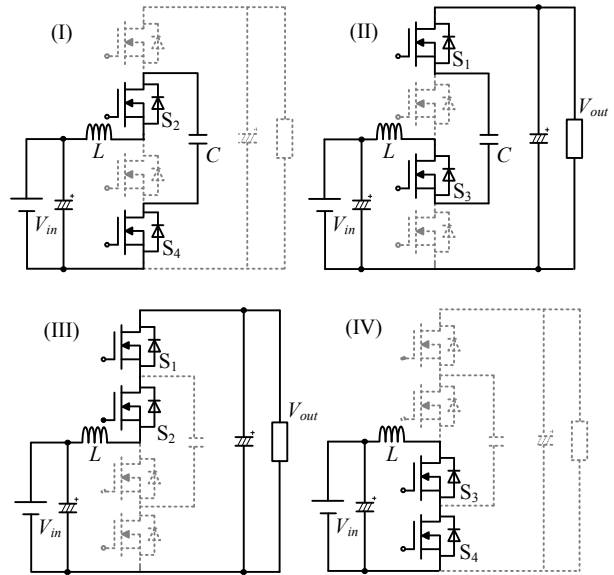 (I)
S2
L
C
Vin
S4
(II)
S1
Vout
L
C
S3
Vin
(III)
S1
Vout
S2
L
Vin
(IV)
L
S3
Vin
S4